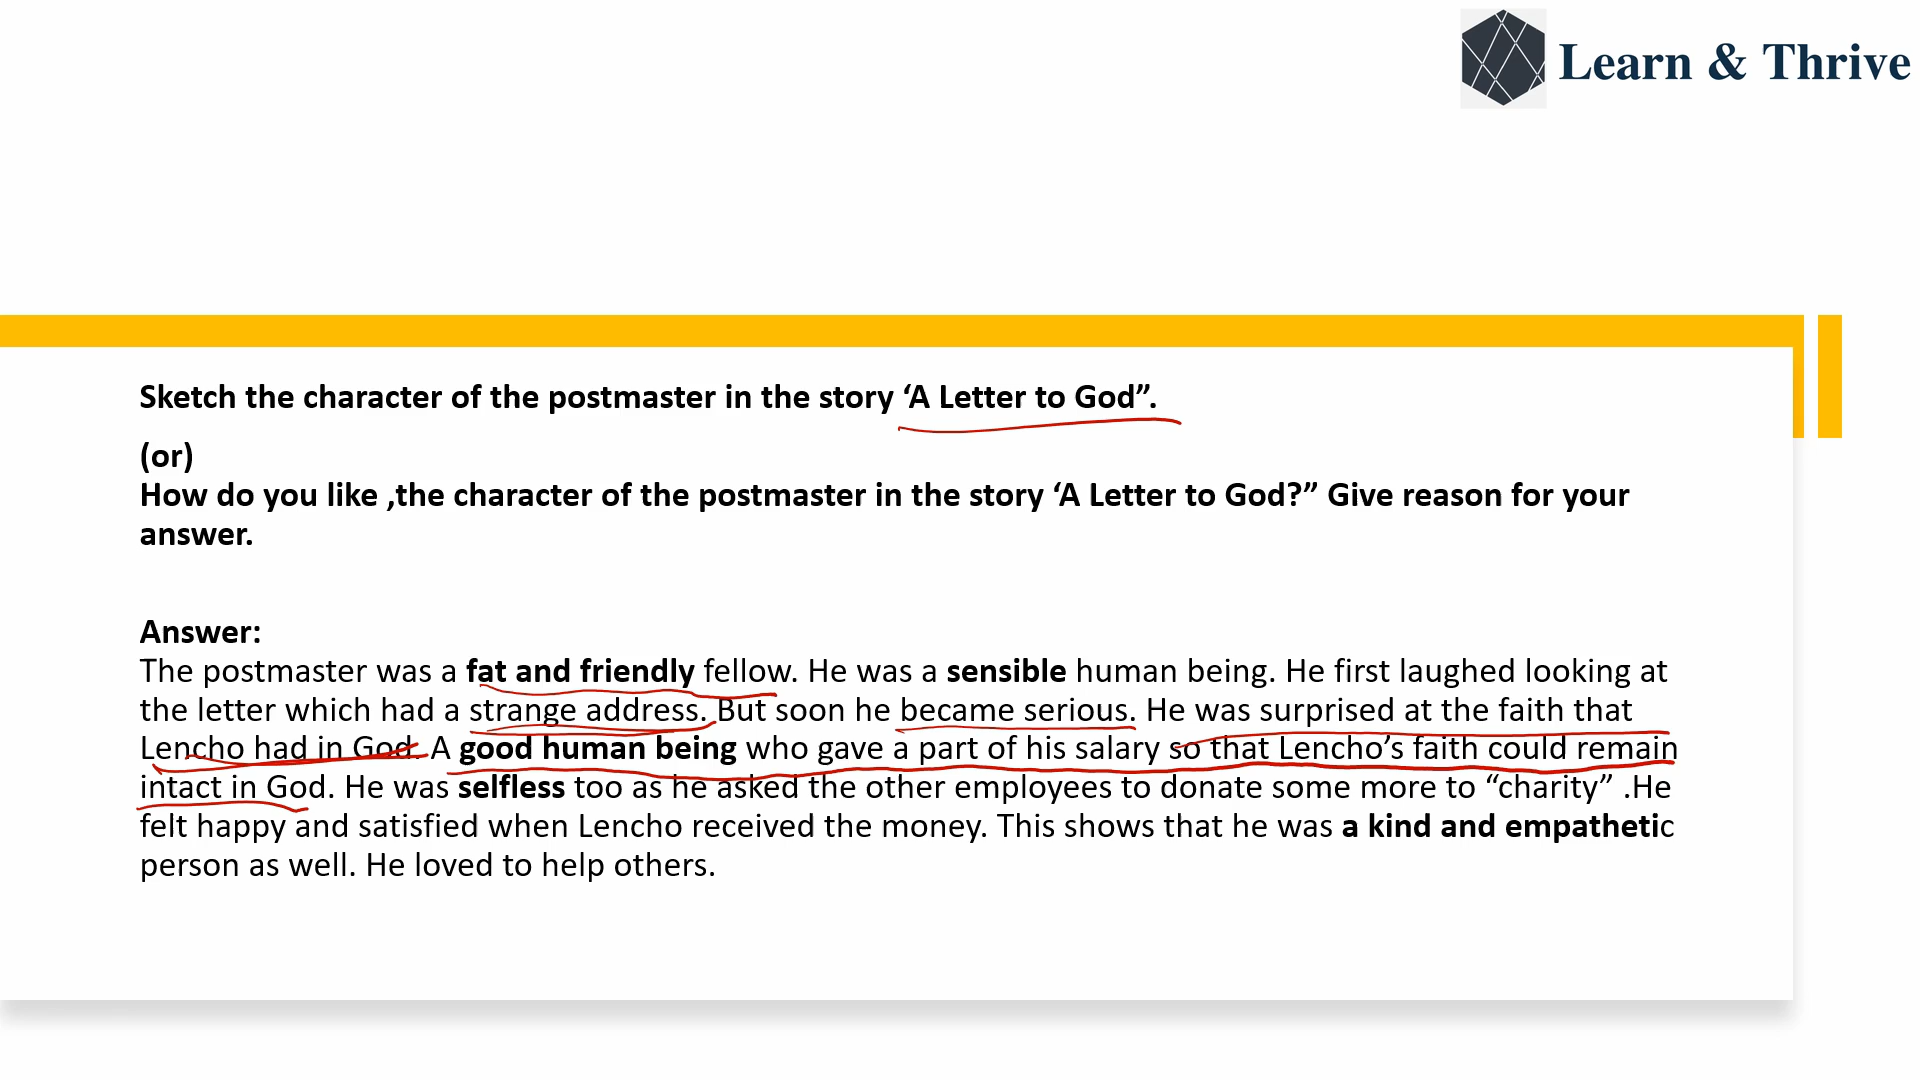 Learn & Thrive
Sketch the character of the postmaster in the story ‘A Letter to God”.
(or)
How do you like ,the character of the postmaster in the story ‘A Letter to God?” Give reason for your
answer.
Answer:
The postmaster was a fat and friendly fellow. He was a sensible human being. He first laughed looking at
the letter which had a strange address. But soon he became serious. He was surprised at the faith that
Lencho had in God. A good human being who gave a part of his salary so that Lencho’s faith could remain
intact in God. He was selfless too as he asked the other employees to donate some more to “charity” .He
felt happy and satisfied when Lencho received the money. This shows that he was a kind and empathetic
person as well. He loved to help others.